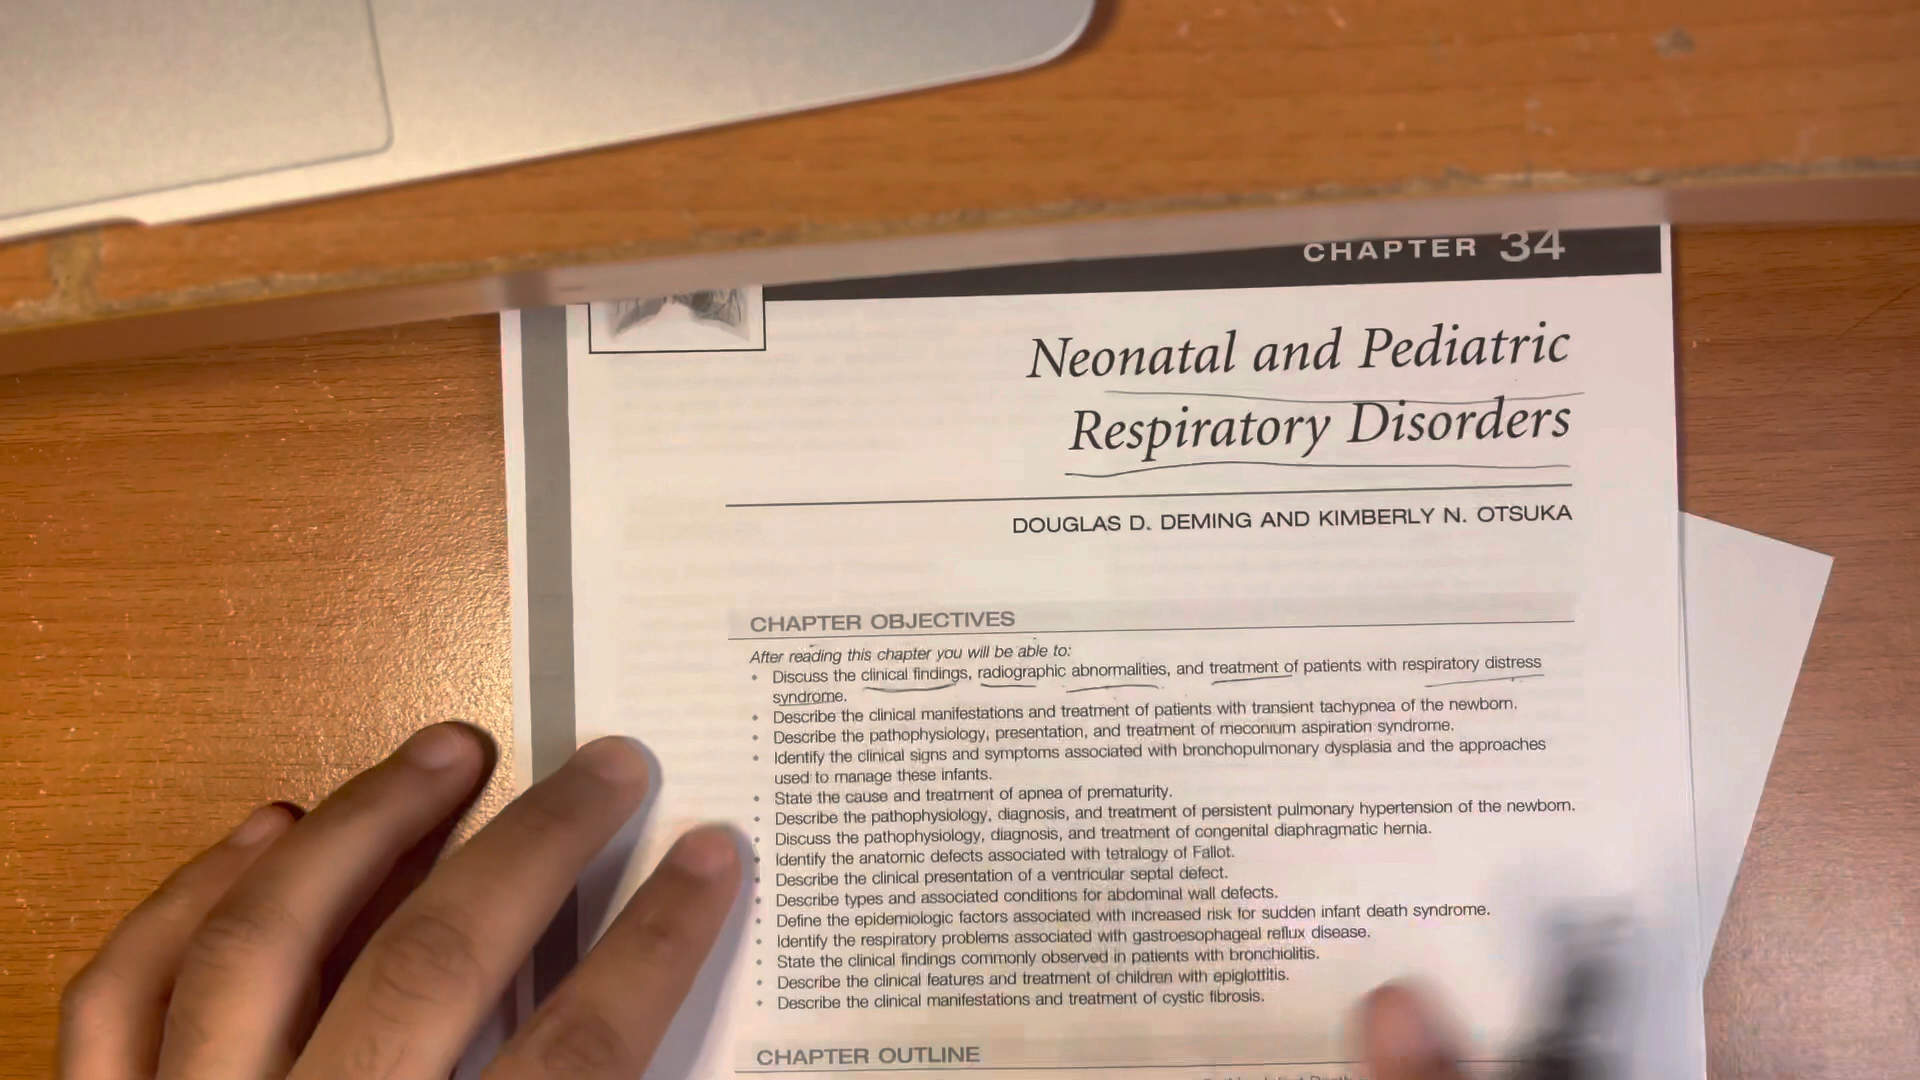 CHAPTER 34
Neonatal and Pediatric
Respiratory Disorders
DOUGLAS D. DEMING AND KIMBERLY N. OTSUKA
CHAPTER OBJECTIVES
After reading this chapter you will be able to:
• Discuss the clinical findings, radiographic abnormalities, and treatment of patients with respiratory distress
syndrome.
• Describe the clinical manifestations and treatment of patients with transient tachypnea of the newborn.
• Describe the pathophysiology, presentation, and treatment of meconium aspiration syndrome.
• Identify the clinical signs and symptoms associated with bronchopulmonary dysplasia and the approaches
used to manage these infants.
• State the cause and treatment of apnea of prematurity.
• Describe the pathophysiology, diagnosis, and treatment of persistent pulmonary hypertension of the newborn.
• Discuss the pathophysiology, diagnosis, and treatment of congenital diaphragmatic hernia.
• Identify the anatomic defects associated with tetralogy of Fallot.
• Describe the clinical presentation of a ventricular septal defect.
• Describe types and associated conditions for abdominal wall defects.
• Define the epidemiologic factors associated with increased risk for sudden infant death syndrome.
• Identify the respiratory problems associated with gastroesophageal reflux disease.
• State the clinical findings commonly observed in patients with bronchiolitis.
• Describe the clinical features and treatment of children with epiglottitis.
• Describe the clinical manifestations and treatment of cystic fibrosis.
CHAPTER OUTLINE